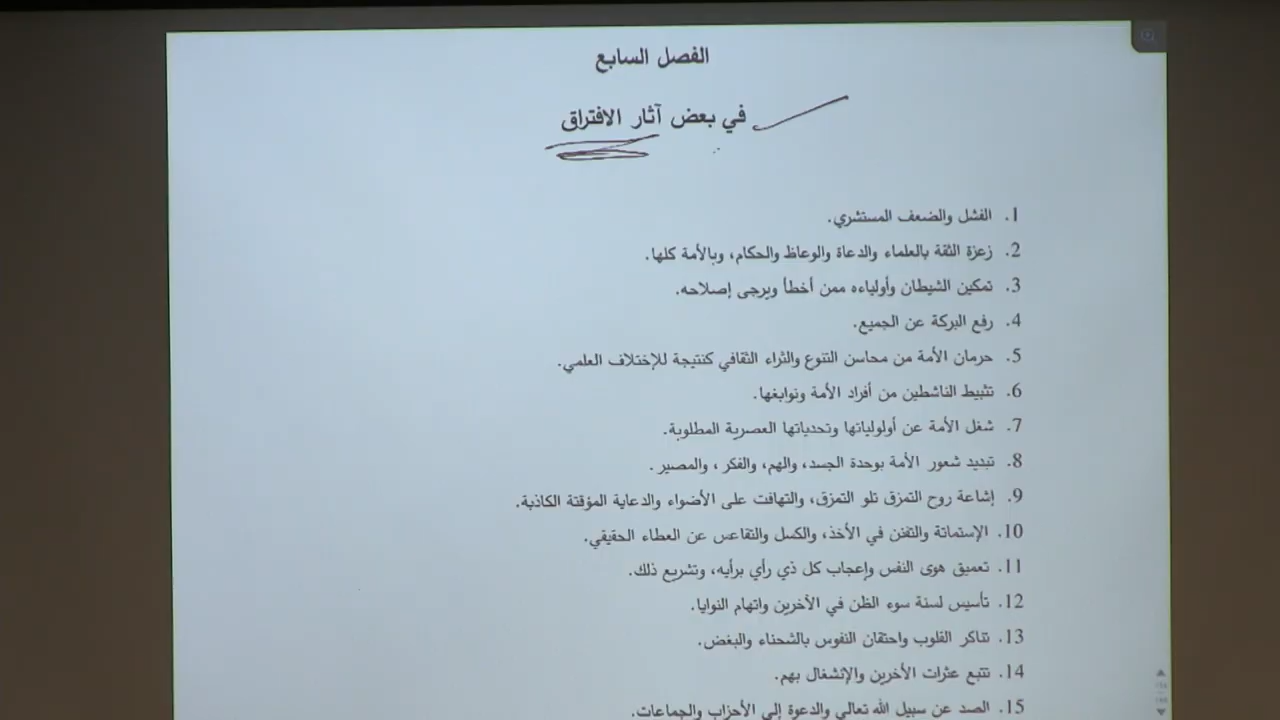 الفصل السابع
في بعض آثار الافتراق
1. الفشل والضعف المستشري.
2. زعزة الثقة بالعلماء والدعاة والوعاظ والحكام، وبالأمة كلها.
3. تمكين الشيطان وأولياءه ممن أخطأ ويرجى إصلاحه.
4. رفع البركة عن الجميع.
5. حرمان الأمة من محاسن التنوع والثراء الثقافي كنتيجة للإختلاف العلمي.
6. تثبيط الناشطين من أفراد الأمة ونوابغها.
7. شغل الأمة عن أولولياتها وتحدياتها العصرية المطلوبة.
8. تبديد شعور الأمة بوحدة الجسد، والهم، والفكر ، والمصير .
9. إشاعة روح التمزق تلو التمزق، والتهافت على الأضواء والدعاية المؤقتة الكاذبة.
10. الإستماتة والتفنن في الأخذ، والكسل والتقاعس عن العطاء الحقيقي.
11. تعميق هوى النفس وإعجاب كل ذي رأي برأيه، وتشريع ذلك.
12. تأسيس لسنة سوء الظن في الآخرين واتهام النوايا.
13. تناكر القلوب واحتقان النفوس بالشحناء والبغض.
14. تتبع عثرات الأخرين والإنشغال بهم.
15. الصد عن سبيل الله تعالى والدعوة إلى الأحزاب والجماعات.